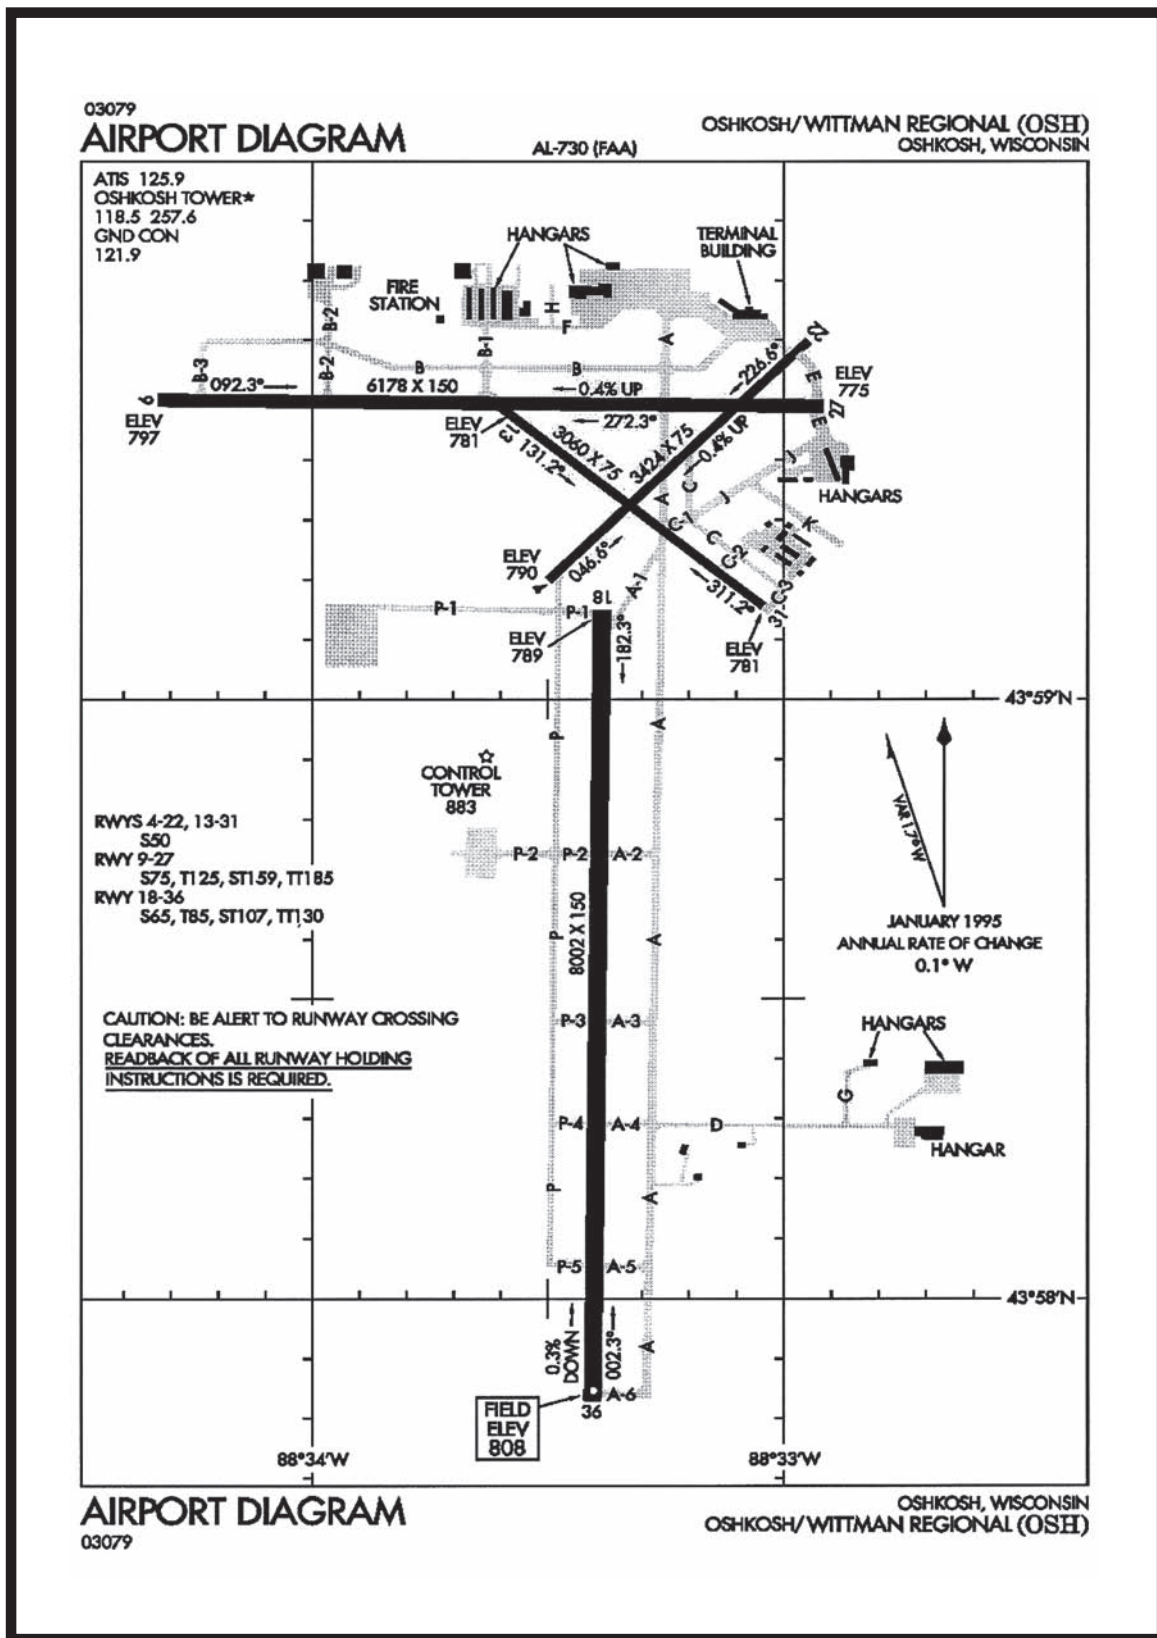 03079
AIRPORT DIAGRAM
AL-730 (FAA)
OSHKOSH/WITTMAN REGIONAL (OSH)
OSHKOSH, WISCONSIN
ATIS 125.9
OSHKOSH TOWER★
118.5 257.6
GND CON
121.9
HANGARS
TERMINAL
BUILDING
FIRE
STATION
B-2
H
F
A
B-1
22
B-3
B-2
B
B
226.6°
E
ELEV
775
092.3°
6178 X 150
0.4% UP
9
27
ELEV
797
ELEV
781
272.3°
E
13
131.2°
3060 X 75
3424 X 75
0.4% UP
J
HANGARS
C
A
J
C-1
C
K
C-2
C
ELEV
790
046.6°
4
A-1
311.2°
C-3
31
18
P-1
P-1
ELEV
789
182.3°
ELEV
781
43°59'N
P
A
CONTROL
TOWER
883
VAR 1.7° W
RWYS 4-22, 13-31
S50
RWY 9-27
S75, T125, ST159, TT185
RWY 18-36
S65, T85, ST107, TT130
P-2
P-2
A-2
8002 X 150
P
A
JANUARY 1995
ANNUAL RATE OF CHANGE
0.1° W
CAUTION: BE ALERT TO RUNWAY CROSSING
CLEARANCES.
READBACK OF ALL RUNWAY HOLDING
INSTRUCTIONS IS REQUIRED.
P-3
A-3
HANGARS
G
P-4
A-4
D
HANGAR
P
A
P-5
A-5
43°58'N
0.3%
DOWN
002.3°
A
A-6
36
FIELD
ELEV
808
88°34'W
88°33'W
AIRPORT DIAGRAM
03079
OSHKOSH, WISCONSIN
OSHKOSH/WITTMAN REGIONAL (OSH)